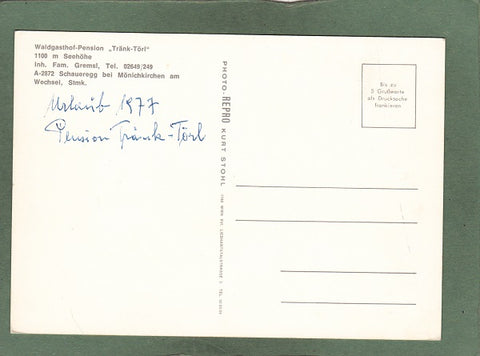 Waldgasthof-Pension „Tränk-Törl"
1100 m Seehöhe
Inh. Fam. Gremsl, Tel. 02649/249
A-2872 Schaueregg bei Mönichkirchen am
Wechsel, Stmk.
Urlaub 1977
Pension Tränk-Törl
PHOTO-REPRO KURT STOHL
Bis zu
5 Grußworte
als Drucksache
frankieren